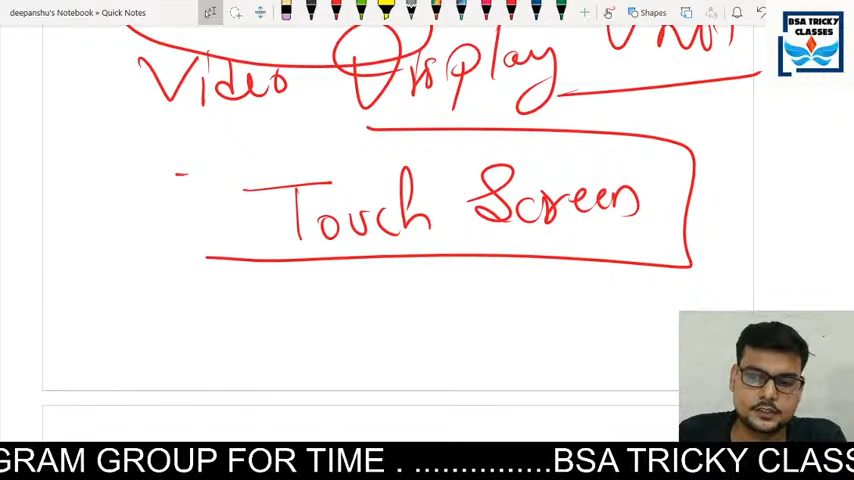 deepanshu's Notebook » Quick Notes
Shapes
BSA TRICKY
CLASSES
Video Display Unit
Touch Screen
GRAM GROUP FOR TIME . ...............BSA TRICKY CLASS